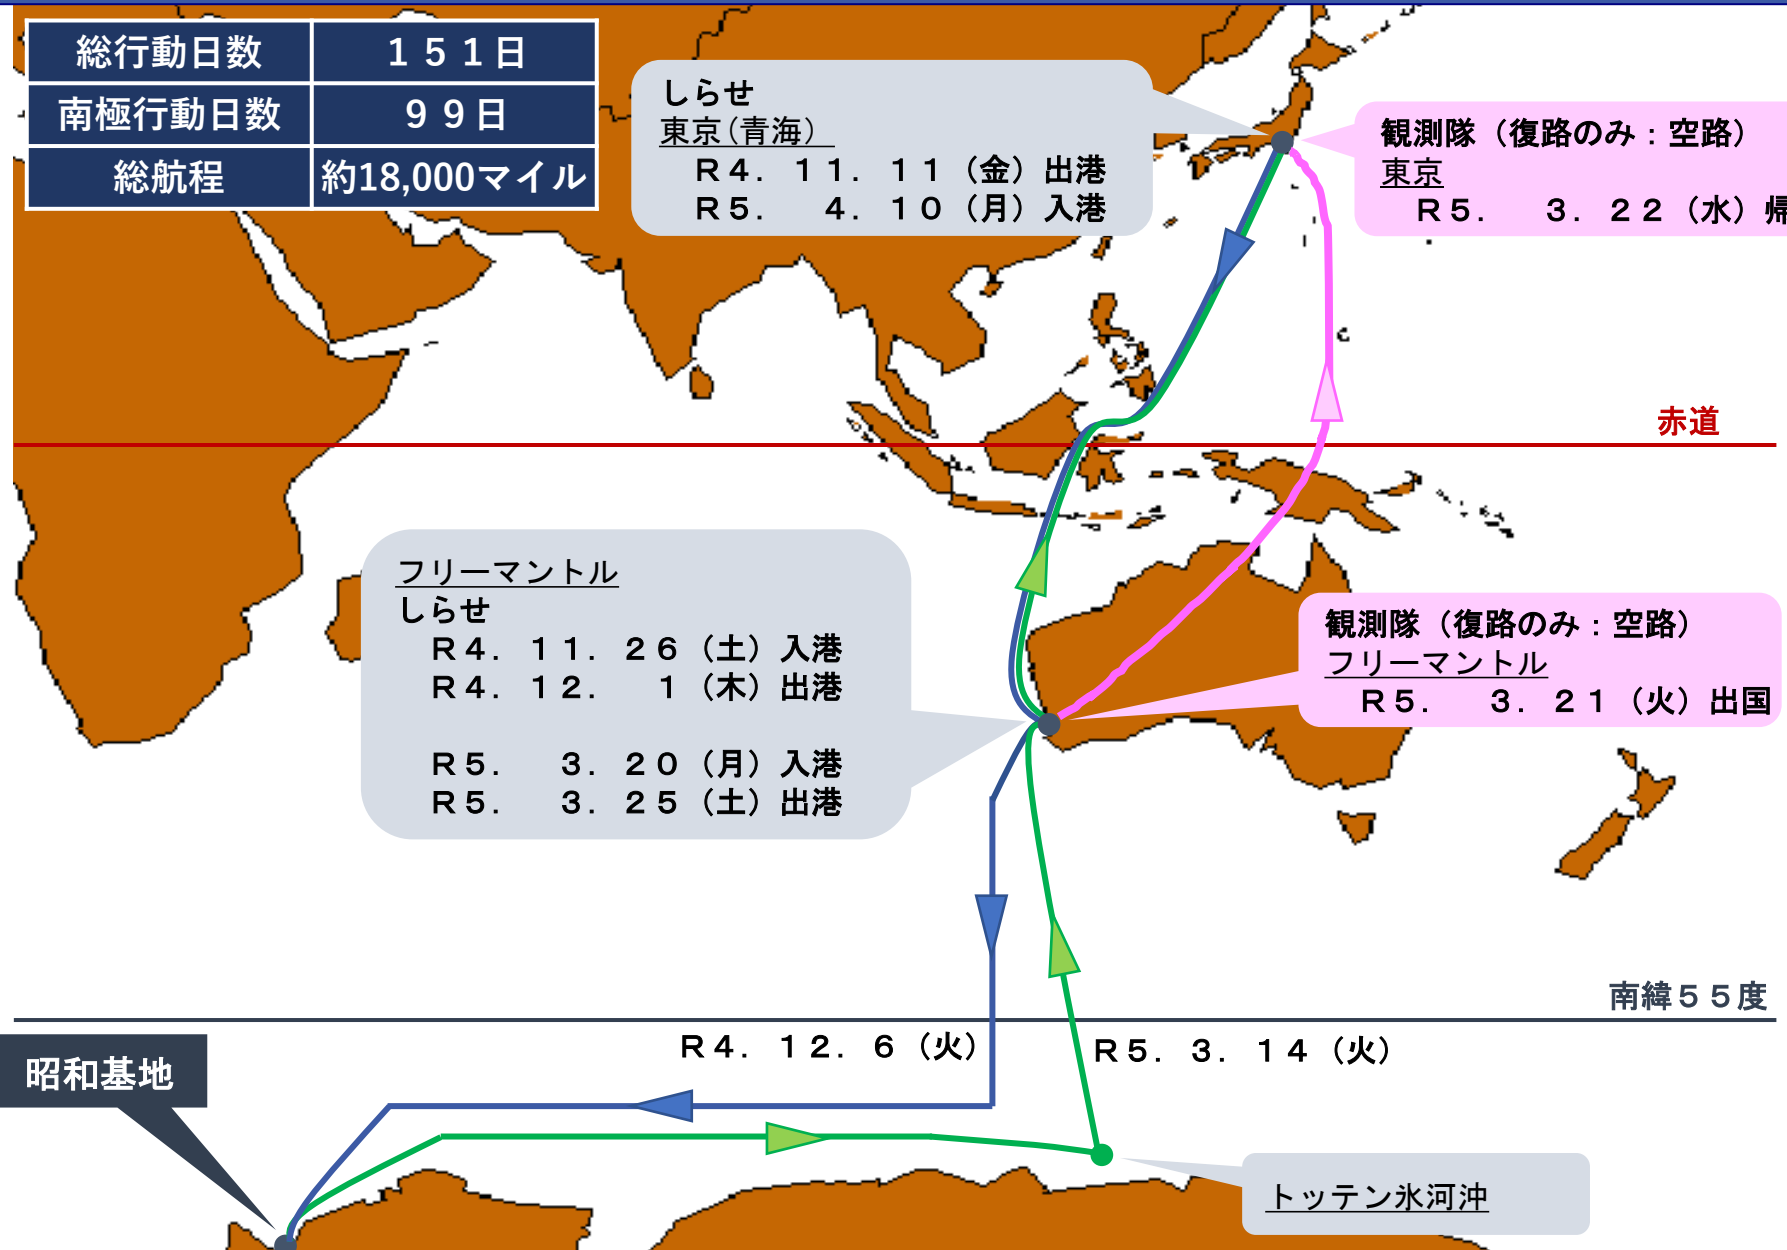 総行動日数 １５１日
南極行動日数 ９９日
総航程 約18,000マイル
しらせ
東京(青海）
Ｒ４．１１．１１（金）出港
Ｒ５．　４．１０（月）入港
観測隊（復路のみ：空路）
東京
Ｒ５．　３．２２（水）帰
赤道
フリーマントル
しらせ
Ｒ４．１１．２６（土）入港
Ｒ４．１２．　１（木）出港
Ｒ５．　３．２０（月）入港
Ｒ５．　３．２５（土）出港
観測隊（復路のみ：空路）
フリーマントル
Ｒ５．　３．２１（火）出国
南緯５５度
Ｒ４．１２．６（火）
Ｒ５．３．１４（火）
昭和基地
トッテン氷河沖